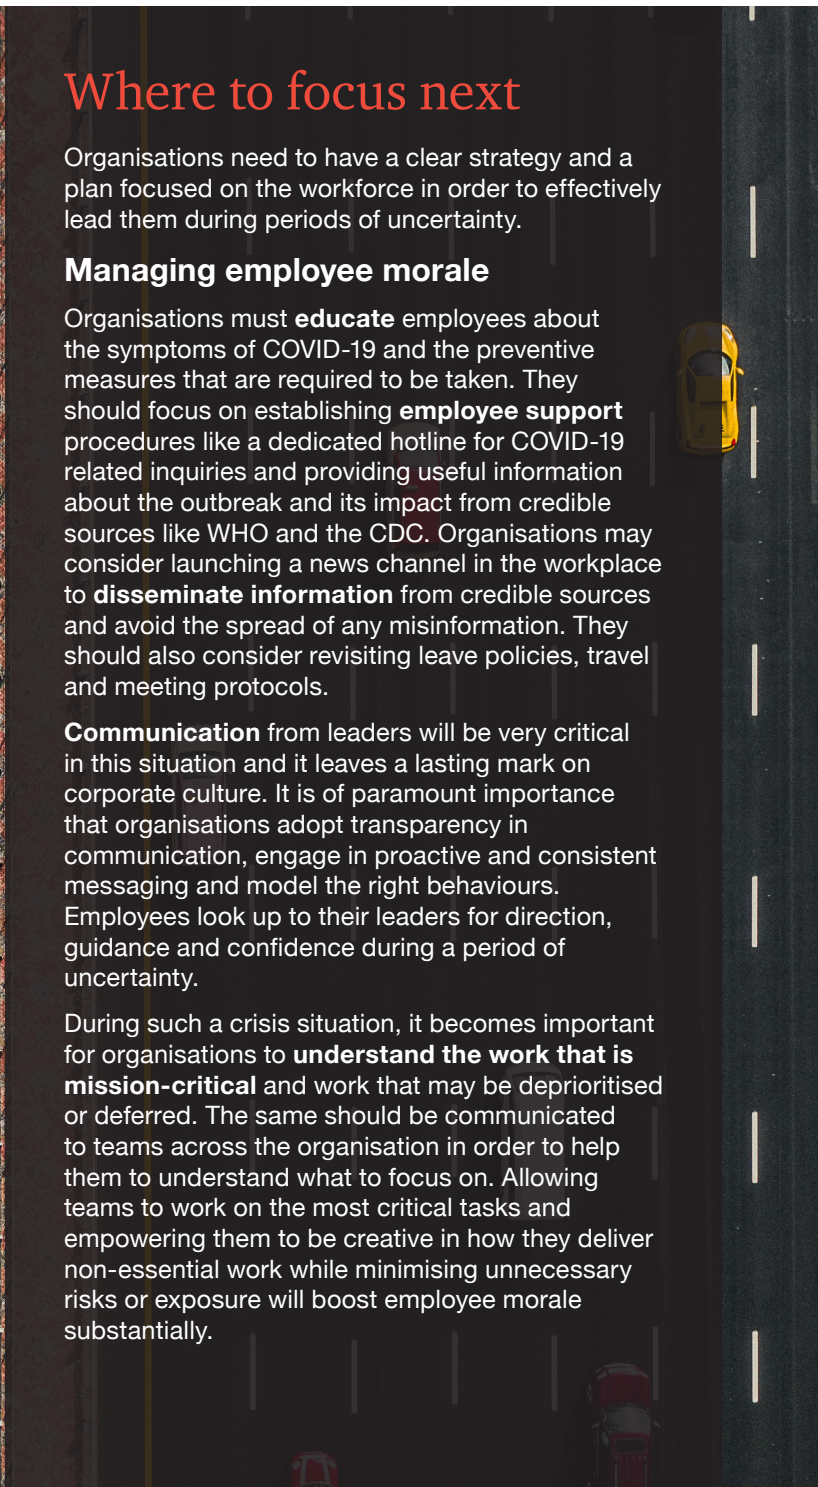 Where to focus next
Organisations need to have a clear strategy and a
plan focused on the workforce in order to effectively
lead them during periods of uncertainty.
Managing employee morale
Organisations must educate employees about
the symptoms of COVID-19 and the preventive
measures that are required to be taken. They
should focus on establishing employee support
procedures like a dedicated hotline for COVID-19
related inquiries and providing useful information
about the outbreak and its impact from credible
sources like WHO and the CDC. Organisations may
consider launching a news channel in the workplace
to disseminate information from credible sources
and avoid the spread of any misinformation. They
should also consider revisiting leave policies, travel
and meeting protocols.
Communication from leaders will be very critical
in this situation and it leaves a lasting mark on
corporate culture. It is of paramount importance
that organisations adopt transparency in
communication, engage in proactive and consistent
messaging and model the right behaviours.
Employees look up to their leaders for direction,
guidance and confidence during a period of
uncertainty.
During such a crisis situation, it becomes important
for organisations to understand the work that is
mission-critical and work that may be deprioritised
or deferred. The same should be communicated
to teams across the organisation in order to help
them to understand what to focus on. Allowing
teams to work on the most critical tasks and
empowering them to be creative in how they deliver
non-essential work while minimising unnecessary
risks or exposure will boost employee morale
substantially.